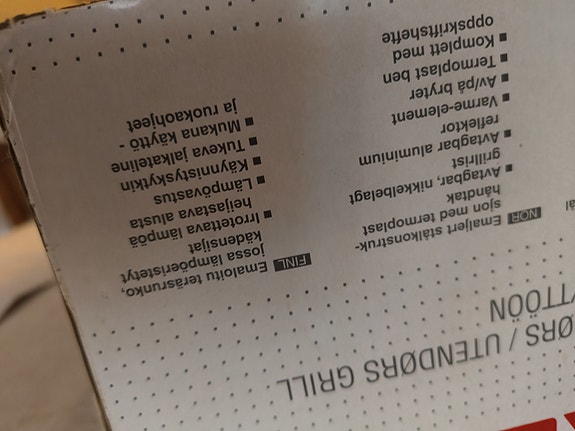 ØRS / UTENDØRS GRILL
TTÖÖN
NOR Emaljert stålkonstruk-
sjon med termoplast
håndtak
■ Avtagbar, nikkelbelagt
grillrist
■ Avtagbar aluminium
reflektor
■ Varme-element
■ Av/på bryter
■ Termoplast ben
■ Komplett med
oppskriftshefte
FINL Emaloitu teräsrunko,
jossa lämpöeristetyt
kädensijat
■ Irrotettava lämpöä
heijastava alusta
■ Lämpövastus
■ Käynnistyskytkin
■ Tukeva jalkateline
■ Mukana käyttö -
ja ruokaohjeet